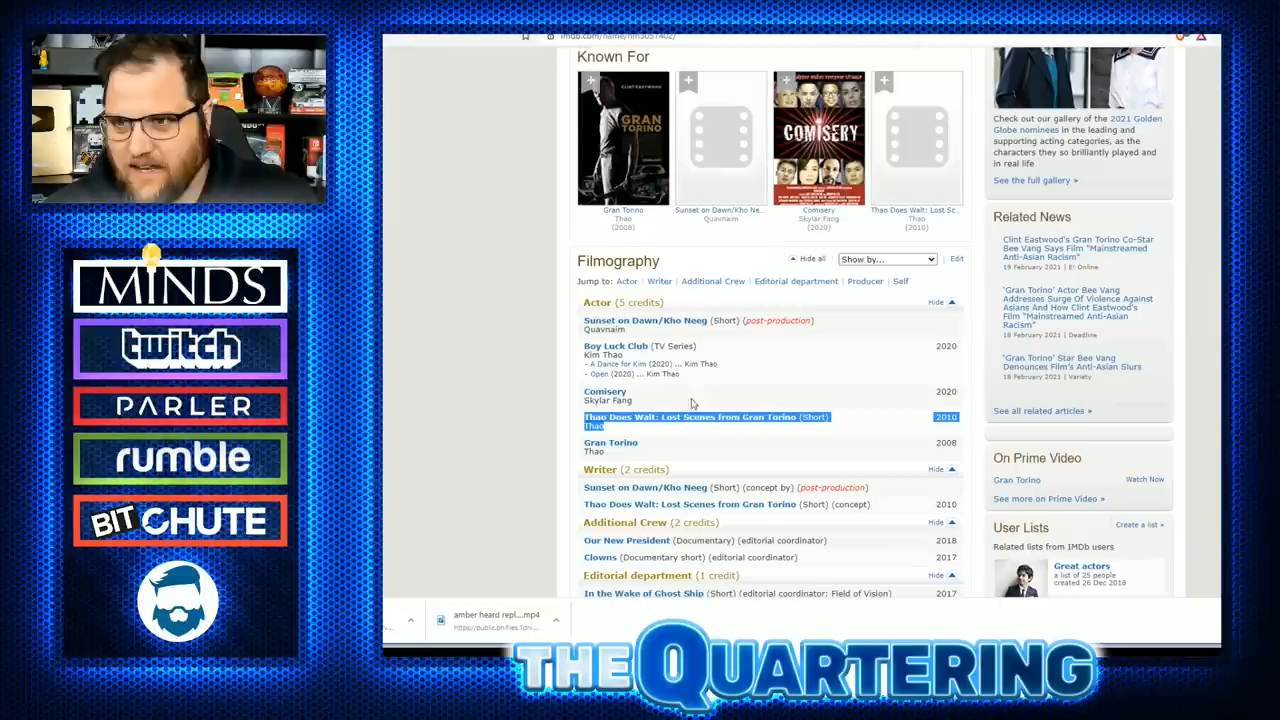 MINDS
twitch
PARLER
rumble
BITCHUTE
imdb.com/name/nm3057402/
Known For
CLINT EASTWOOD
GRAN
TORINO
COMISERY
Gran Torino
Thao
(2008)
Sunset on Dawn/Kho Ne...
Quavnaim
Comisery
Skylar Fang
(2020)
Thao Does Walt: Lost Sc...
Thao
(2010)
Filmography
Hide all
Show by...
Edit
Jump to: Actor | Writer | Additional Crew | Editorial department | Producer | Self
Actor (5 credits)
Hide
Sunset on Dawn/Kho Neeg (Short) (post-production)
Quavnaim
Boy Luck Club (TV Series)
2020
Kim Thao
- A Dance for Kim (2020) ... Kim Thao
- Open (2020) ... Kim Thao
Comisery
2020
Skylar Fang
Thao Does Walt: Lost Scenes from Gran Torino (Short)
2010
Thao
Gran Torino
2008
Thao
Writer (2 credits)
Hide
Sunset on Dawn/Kho Neeg (Short) (concept by) (post-production)
Thao Does Walt: Lost Scenes from Gran Torino (Short) (concept)
2010
Additional Crew (2 credits)
Hide
Our New President (Documentary) (editorial coordinator)
2018
Clowns (Documentary short) (editorial coordinator)
2017
Editorial department (1 credit)
Hide
In the Wake of Ghost Ship (Short) (editorial coordinator: Field of Vision)
2017
Check out our gallery of the 2021 Golden
Globe nominees in the leading and
supporting acting categories, as the
characters they so brilliantly played and
in real life
See the full gallery »
Related News
Clint Eastwood's Gran Torino Co-Star
Bee Vang Says Film "Mainstreamed
Anti-Asian Racism"
19 February 2021 | E! Online
'Gran Torino' Actor Bee Vang
Addresses Surge Of Violence Against
Asians And How Clint Eastwood's
Film "Mainstreamed Anti-Asian
Racism"
18 February 2021 | Deadline
'Gran Torino' Star Bee Vang
Denounces Film's Anti-Asian Slurs
18 February 2021 | Variety
See all related articles »
On Prime Video
Gran Torino
Watch Now
See more on Prime Video »
User Lists
Create a list »
Related lists from IMDb users
Great actors
a list of 25 people
created 26 Dec 2018
amber heard repl....mp4
THE QUARTERING